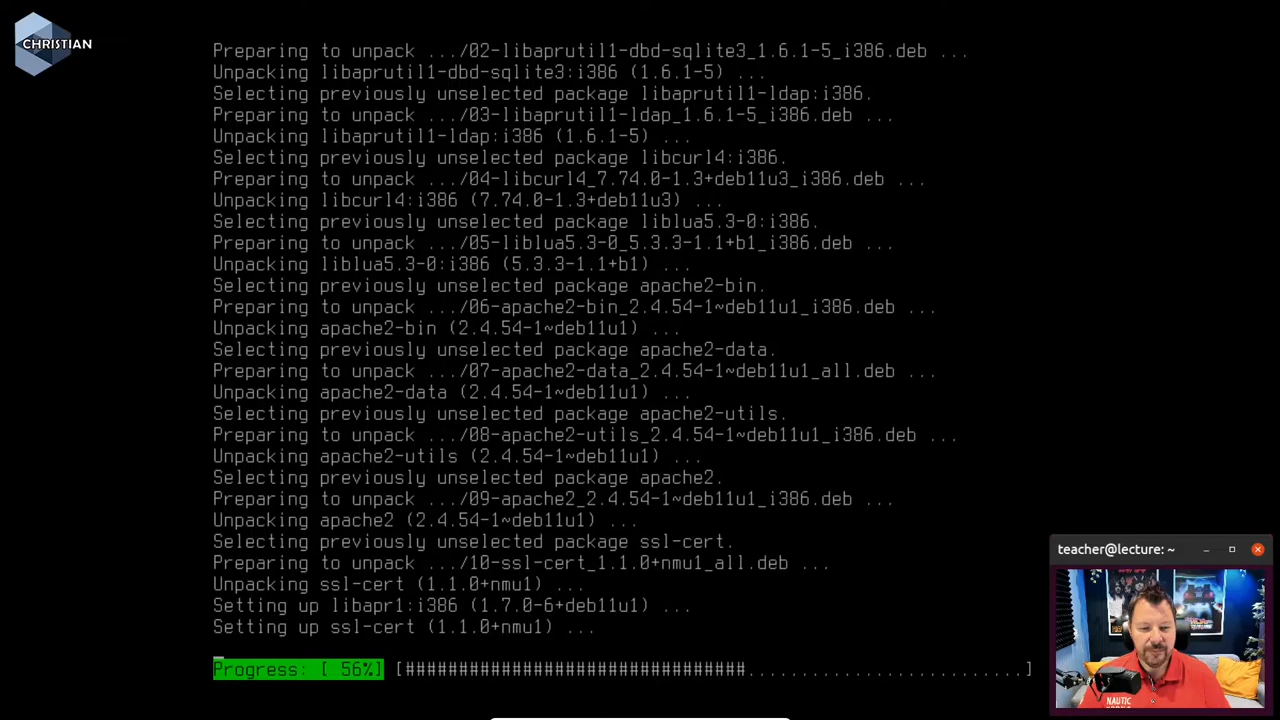 CHRISTIAN
Preparing to unpack .../02-libaprutil1-dbd-sqlite3_1.6.1-5_i386.deb ...
Unpacking libaprutil1-dbd-sqlite3:i386 (1.6.1-5) ...
Selecting previously unselected package libaprutil1-ldap:i386.
Preparing to unpack .../03-libaprutil1-ldap_1.6.1-5_i386.deb ...
Unpacking libaprutil1-ldap:i386 (1.6.1-5) ...
Selecting previously unselected package libcurl4:i386.
Preparing to unpack .../04-libcurl4_7.74.0-1.3+deb11u3_i386.deb ...
Unpacking libcurl4:i386 (7.74.0-1.3+deb11u3) ...
Selecting previously unselected package liblua5.3-0:i386.
Preparing to unpack .../05-liblua5.3-0_5.3.3-1.1+b1_i386.deb ...
Unpacking liblua5.3-0:i386 (5.3.3-1.1+b1) ...
Selecting previously unselected package apache2-bin.
Preparing to unpack .../06-apache2-bin_2.4.54-1~deb11u1_i386.deb ...
Unpacking apache2-bin (2.4.54-1~deb11u1) ...
Selecting previously unselected package apache2-data.
Preparing to unpack .../07-apache2-data_2.4.54-1~deb11u1_all.deb ...
Unpacking apache2-data (2.4.54-1~deb11u1) ...
Selecting previously unselected package apache2-utils.
Preparing to unpack .../08-apache2-utils_2.4.54-1~deb11u1_i386.deb ...
Unpacking apache2-utils (2.4.54-1~deb11u1) ...
Selecting previously unselected package apache2.
Preparing to unpack .../09-apache2_2.4.54-1~deb11u1_i386.deb ...
Unpacking apache2 (2.4.54-1~deb11u1) ...
Selecting previously unselected package ssl-cert.
Preparing to unpack .../10-ssl-cert_1.1.0+nmu1_all.deb ...
Unpacking ssl-cert (1.1.0+nmu1) ...
Setting up libapr1:i386 (1.7.0-6+deb11u1) ...
Setting up ssl-cert (1.1.0+nmu1) ...
Progress: [ 56%] [################################..........................]
teacher@lecture: ~
NAUTIC